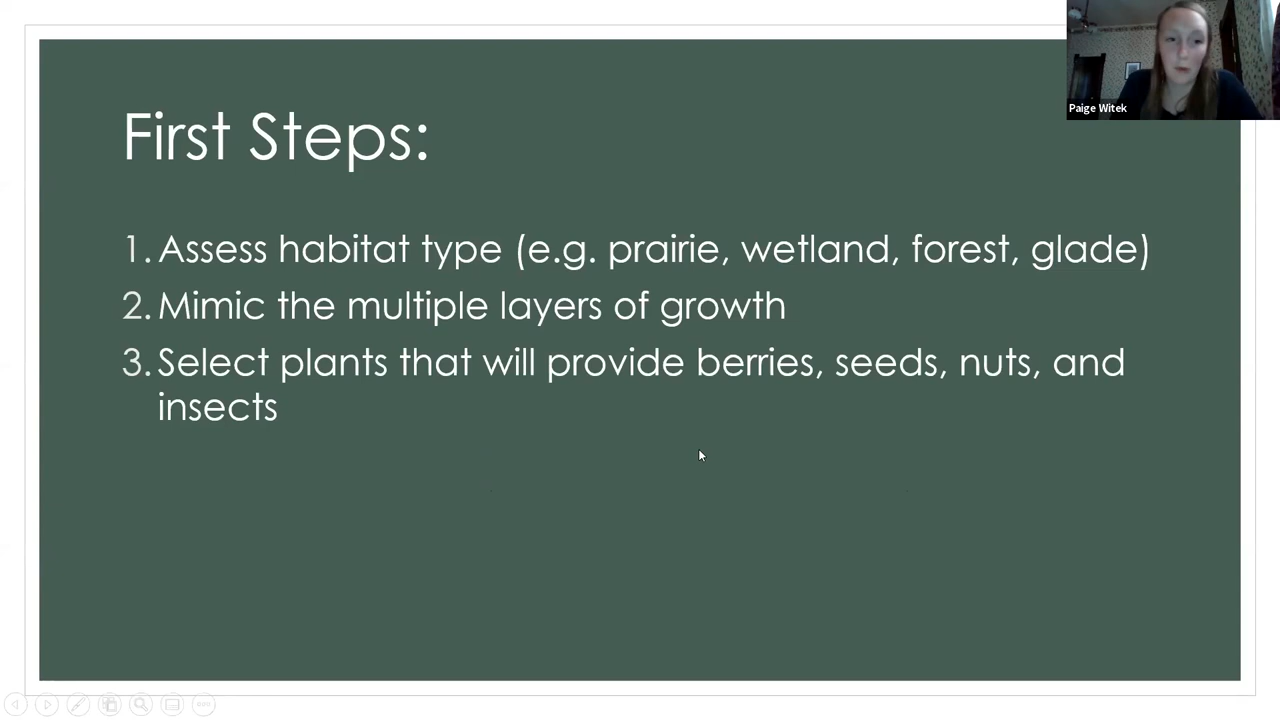 Paige Witek
First Steps:
1. Assess habitat type (e.g. prairie, wetland, forest, glade)
2. Mimic the multiple layers of growth
3. Select plants that will provide berries, seeds, nuts, and
insects